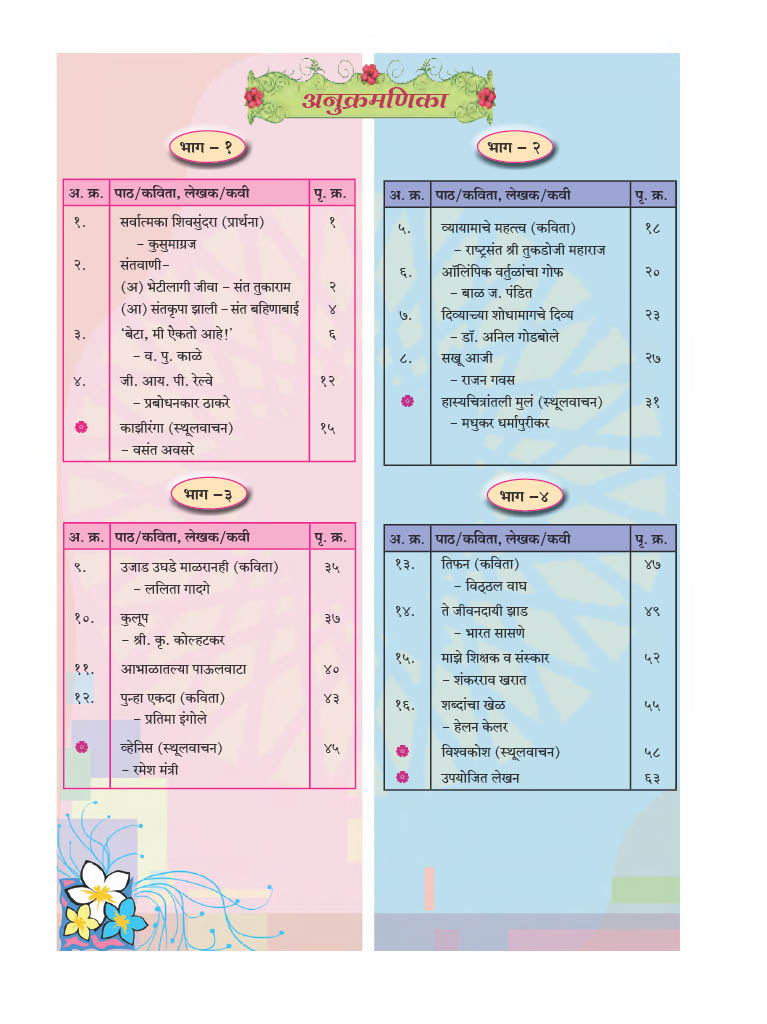 अनुक्रमणिका
भाग – १
अ. क्र. पाठ/कविता, लेखक/कवी पृ. क्र.
१. सर्वात्मका शिवसुंदरा (प्रार्थना) १
– कुसुमाग्रज
२. संतवाणी–
(अ) भेटीलागी जीवा – संत तुकाराम २
(आ) संतकृपा झाली – संत बहिणाबाई ४
३. ‘बेटा, मी ऐकतो आहे!’ ६
– व. पु. काळे
४. जी. आय. पी. रेल्वे १२
– प्रबोधनकार ठाकरे
काझीरंगा (स्थूलवाचन) १५
– वसंत अवसरे
भाग – २
अ. क्र. पाठ/कविता, लेखक/कवी पृ. क्र.
५. व्यायामाचे महत्त्व (कविता) १८
– राष्ट्रसंत श्री तुकडोजी महाराज
६. ऑलिंपिक वर्तुळांचा गोफ २०
– बाळ ज. पंडित
७. दिव्याच्या शोधामागचे दिव्य २३
– डॉ. अनिल गोडबोले
८. सखू आजी २७
– राजन गवस
हास्यचित्रांतली मुलं (स्थूलवाचन) ३१
– मधुकर धर्मापुरीकर
भाग –३
अ. क्र. पाठ/कविता, लेखक/कवी पृ. क्र.
९. उजाड उघडे माळरानही (कविता) ३५
– ललिता गादगे
१०. कुलूप ३७
– श्री. कृ. कोल्हटकर
११. आभाळातल्या पाऊलवाटा ४०
१२. पुन्हा एकदा (कविता) ४३
– प्रतिमा इंगोले
व्हेनिस (स्थूलवाचन) ४५
– रमेश मंत्री
भाग –४
अ. क्र. पाठ/कविता, लेखक/कवी पृ. क्र.
१३. तिफन (कविता) ४७
– विठ्ठल वाघ
१४. ते जीवनदायी झाड ४९
– भारत सासणे
१५. माझे शिक्षक व संस्कार ५२
– शंकरराव खरात
१६. शब्दांचा खेळ ५५
– हेलन केलर
विश्वकोश (स्थूलवाचन) ५८
उपयोजित लेखन ६३